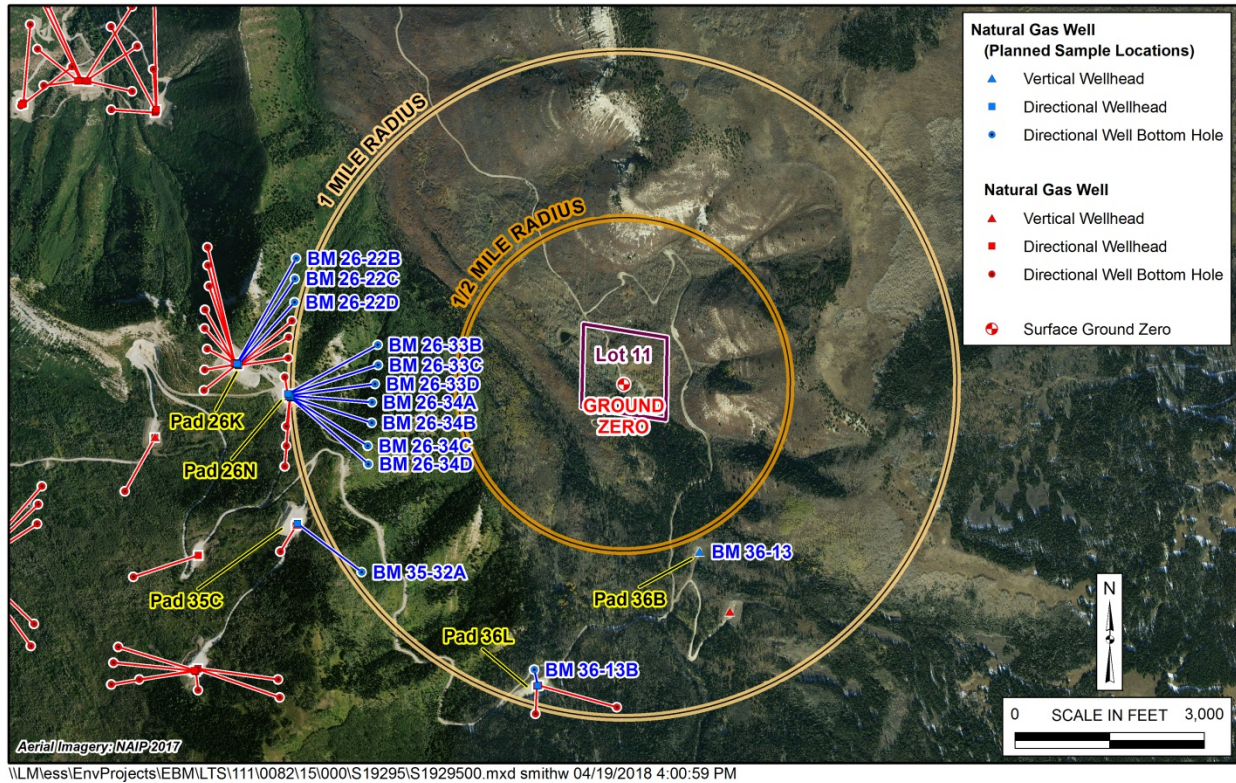 1 MILE RADIUS
1/2 MILE RADIUS
BM 26-22B
BM 26-22C
BM 26-22D
BM 26-33B
BM 26-33C
BM 26-33D
BM 26-34A
BM 26-34B
BM 26-34C
BM 26-34D
Pad 26K
Pad 26N
Lot 11
GROUND
ZERO
BM 35-32A
Pad 35C
BM 36-13
Pad 36B
Pad 36L
BM 36-13B
Natural Gas Well
(Planned Sample Locations)
Vertical Wellhead
Directional Wellhead
Directional Well Bottom Hole
Natural Gas Well
Vertical Wellhead
Directional Wellhead
Directional Well Bottom Hole
Surface Ground Zero
N
0 SCALE IN FEET 3,000
Aerial Imagery: NAIP 2017
\\LM\ess\EnvProjects\EBM\LTS\111\0082\15\000\S19295\S1929500.mxd smithw 04/19/2018 4:00:59 PM